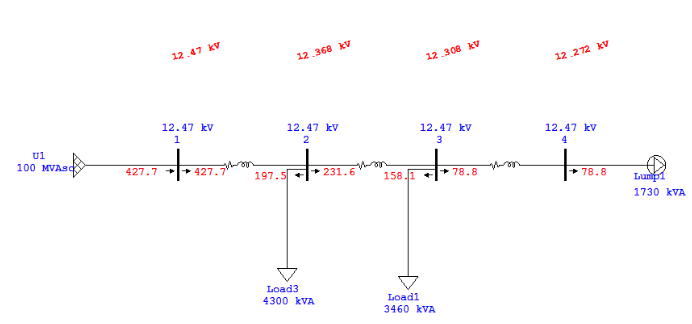 12.47 kV
12.368 kV
12.308 kV
12.272 kV
12.47 kV
12.47 kV
12.47 kV
12.47 kV
1
2
3
4
U1
100 MVAsc
427.7
427.7
197.5
231.6
158.1
78.8
78.8
Lump1
1730 kVA
Load3
4300 kVA
Load1
3460 kVA